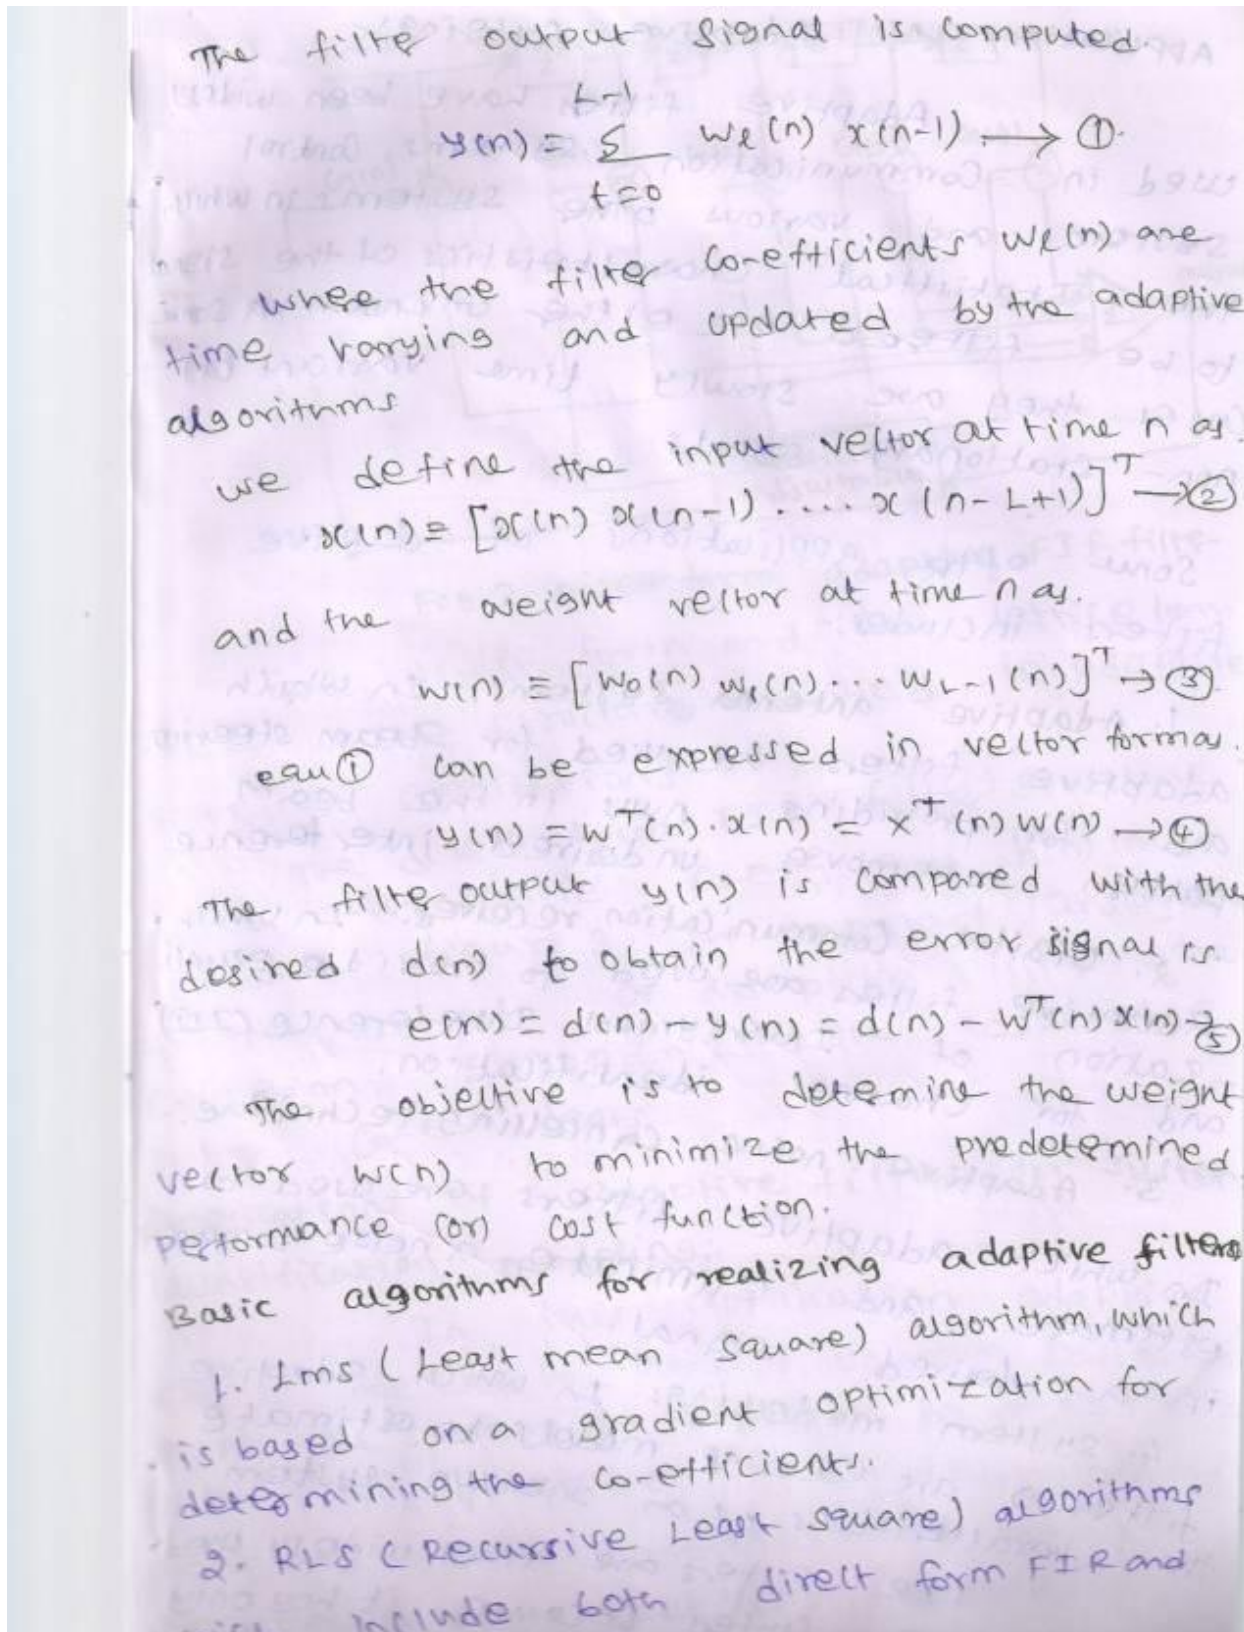 The filter output signal is computed.
L-1
y(n) = Σ wℓ(n) x(n-1) → ①
t=0
where the filter co-efficients wℓ(n) are
time varying and updated by the adaptive
algorithms
we define the input vector at time n as.
x(n) ≡ [x(n) x(n-1) .... x(n-L+1)]ᵀ → ②
and the weight vector at time n as.
w(n) ≡ [w₀(n) w₁(n) ... w L-1 (n)]ᵀ → ③
equ ① can be expressed in vector form as.
y(n) = wᵀ(n). x(n) = xᵀ(n) w(n) → ④
The filter output y(n) is compared with the
desired d(n) to obtain the error signal is
e(n) = d(n) - y(n) = d(n) - wᵀ(n) x(n) → ⑤
The objective is to determine the weight
vector w(n) to minimize the predetermined
performance (or) cost function.
Basic algorithms for realizing adaptive filters
1. Lms (Least mean square) algorithm, which
is based on a gradient optimization for
determining the co-efficients.
2. RLS (Recursive Least square) algorithms
include both direct form FIR and